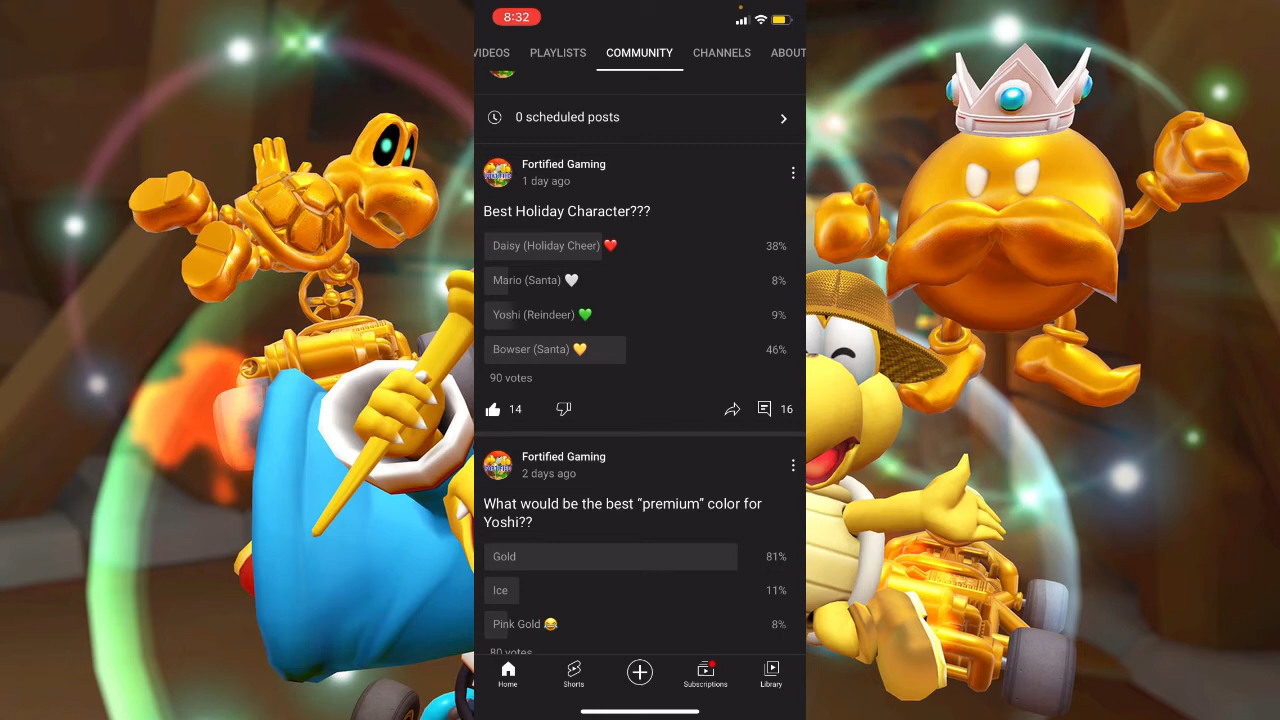 8:32
VIDEOS PLAYLISTS COMMUNITY CHANNELS ABOUT
0 scheduled posts
Fortified Gaming
1 day ago
Best Holiday Character???
Daisy (Holiday Cheer) ❤️ 38%
Mario (Santa) 🤍 8%
Yoshi (Reindeer) 💚 9%
Bowser (Santa) 💛 46%
90 votes
14 16
Fortified Gaming
2 days ago
What would be the best “premium” color for
Yoshi??
Gold 81%
Ice 11%
Pink Gold 😂 8%
80 votes
Home Shorts Subscriptions Library